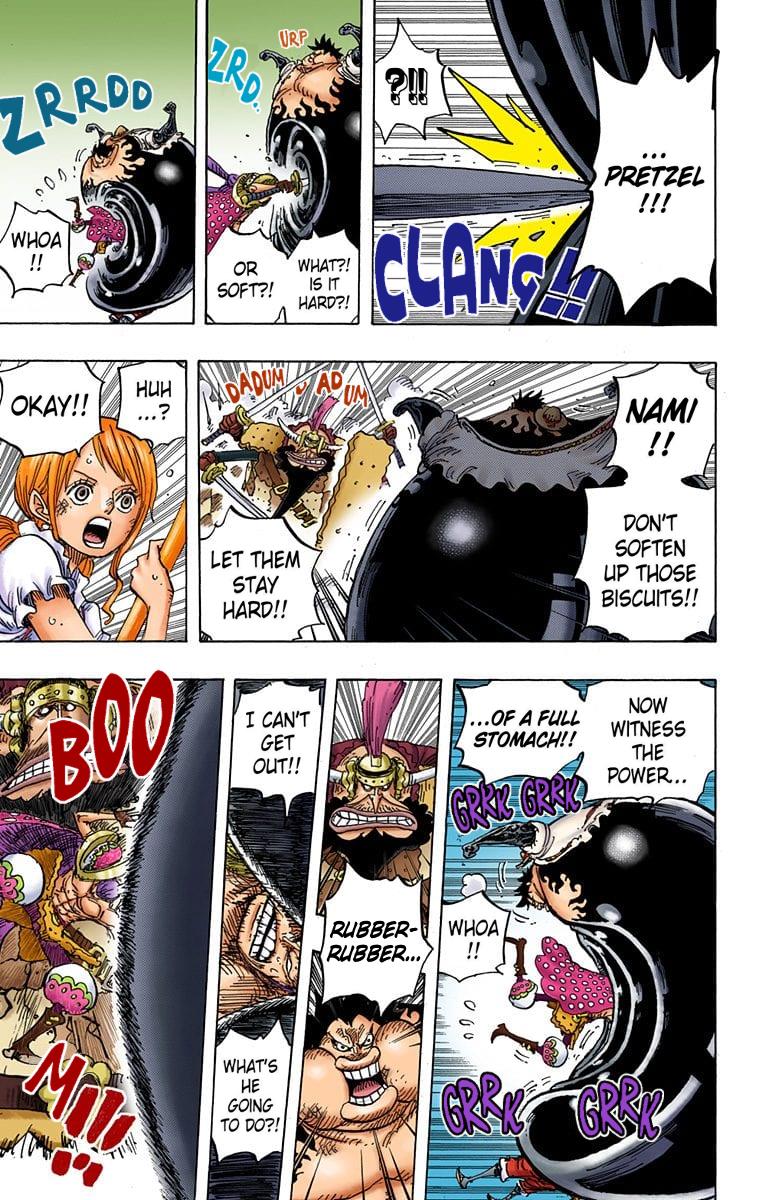 ...
PRETZEL
!!!
?!!
CLANG!!
URP
ZRD.
WHAT?!
IS IT
HARD?!
OR
SOFT?!
ZRRDD
WHOA
!!
NAMI
!!
DON'T
SOFTEN
UP THOSE
BISCUITS!!
DADUM
DADUM
LET THEM
STAY
HARD!!
HUH
...?
OKAY!!
NOW
WITNESS
THE
POWER...
...OF A FULL
STOMACH!!
GRRK GRRK
WHOA
!!
GRRK
GRRK
RUBBER-
RUBBER...
I CAN'T
GET
OUT!!
WHAT'S
HE
GOING
TO DO?!
BOO